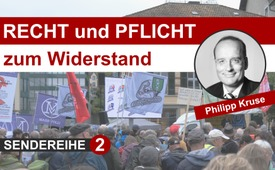 RECHT und PFLICHT
zum Widerstand
Philipp Kruse
SENDEREIHE 2